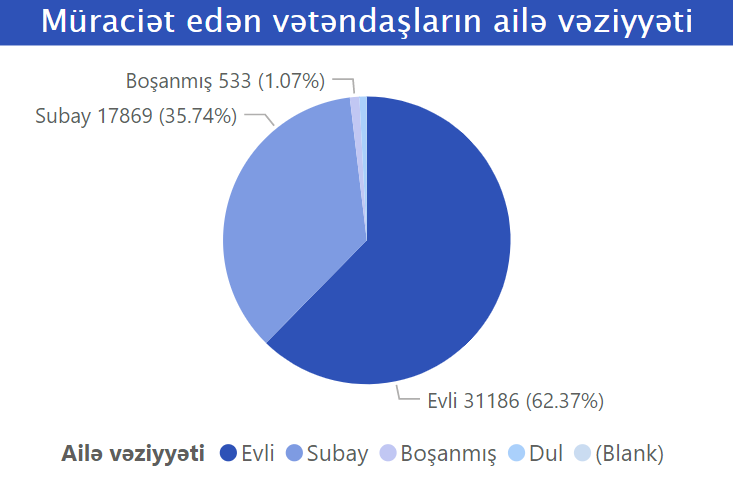 Müraciət edən vətəndaşların ailə vəziyyəti
Boşanmış 533 (1.07%)
Subay 17869 (35.74%)
Evli 31186 (62.37%)
Ailə vəziyyəti Evli Subay Boşanmış Dul (Blank)